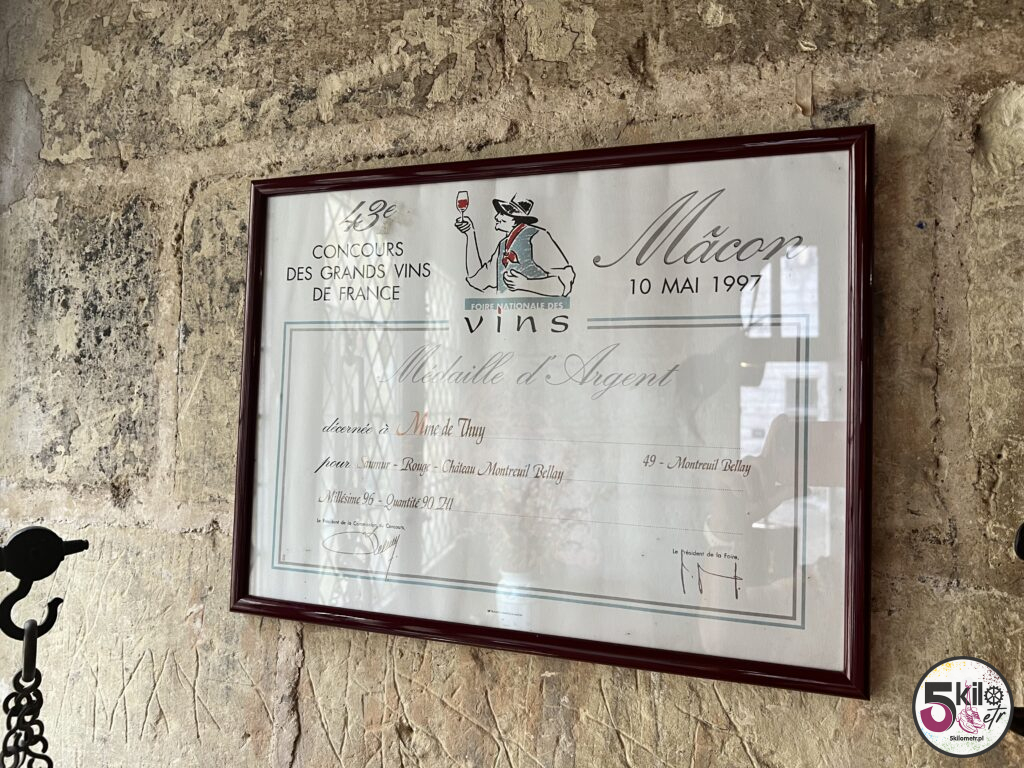 43e
CONCOURS
DES GRANDS VINS
DE FRANCE
FOIRE NATIONALE DES
vins
Mâcon
10 MAI 1997
Médaille d'Argent
décernée à Mme de Thuy
pour Saumur - Rouge - Château Montreuil Bellay 49 - Montreuil Bellay
Millésime 96 - Quantité 90 Hl
Le Président de la Commission du Concours,
Le Président de la Foire,
5kilometr
5kilometr.pl